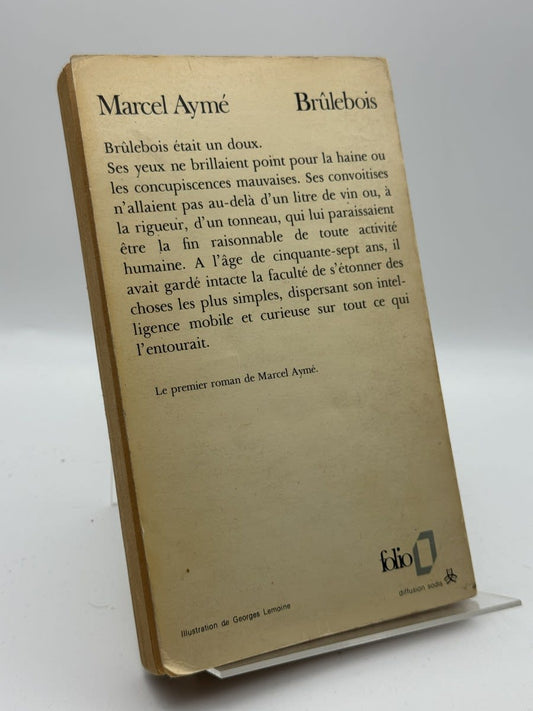 Marcel Aymé Brûlebois
Brûlebois était un doux.
Ses yeux ne brillaient point pour la haine ou
les concupiscences mauvaises. Ses convoitises
n'allaient pas au-delà d'un litre de vin ou, à
la rigueur, d'un tonneau, qui lui paraissaient
être la fin raisonnable de toute activité
humaine. A l'âge de cinquante-sept ans, il
avait gardé intacte la faculté de s'étonner des
choses les plus simples, dispersant son intel-
ligence mobile et curieuse sur tout ce qui
l'entourait.
Le premier roman de Marcel Aymé.
folio
diffusion sodis
Illustration de Georges Lemoine